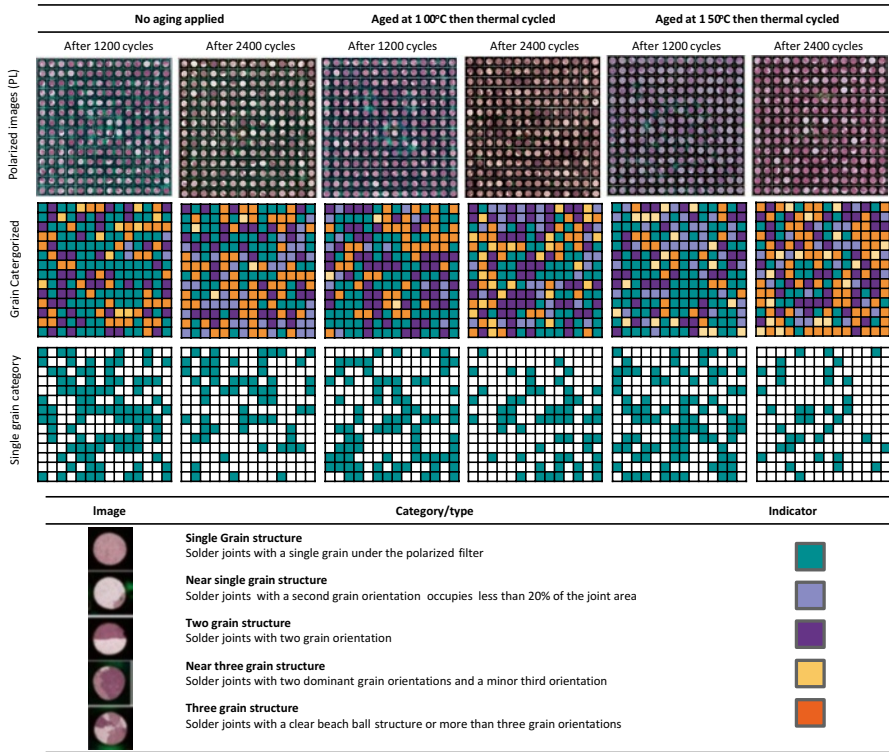 No aging applied
Aged at 1 00ºC then thermal cycled
Aged at 1 50ºC then thermal cycled
After 1200 cycles
After 2400 cycles
After 1200 cycles
After 2400 cycles
After 1200 cycles
After 2400 cycles
Polarized images (PL)
Grain Catergorized
Single grain category
Image
Category/type
Indicator
Single Grain structure
Solder joints with a single grain under the polarized filter
Near single grain structure
Solder joints with a second grain orientation occupies less than 20% of the joint area
Two grain structure
Solder joints with two grain orientation
Near three grain structure
Solder joints with two dominant grain orientations and a minor third orientation
Three grain structure
Solder joints with a clear beach ball structure or more than three grain orientations